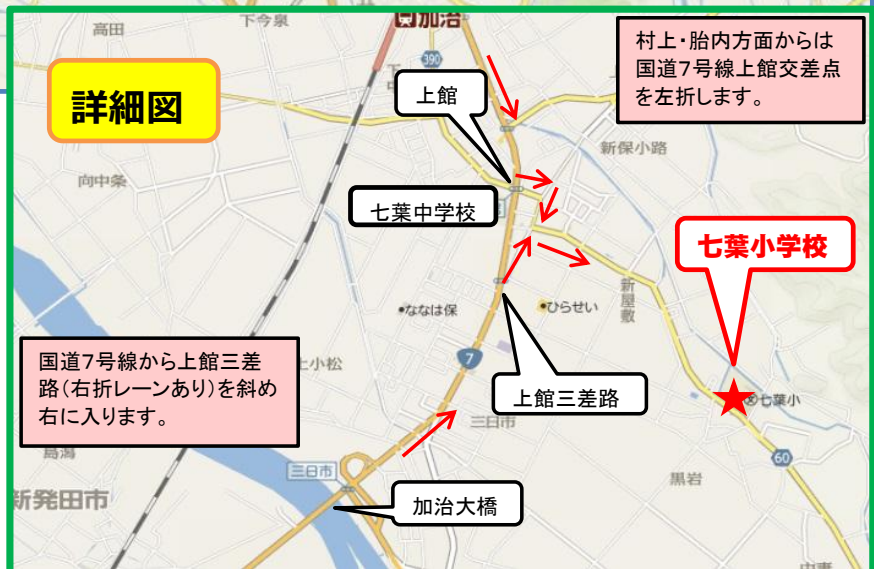 高田
下今泉
加治
390
詳細図
村上・胎内方面からは
国道7号線上館交差点
を左折します。
上館
新保小路
向中条
七葉中学校
七葉小学校
新屋敷
・ななは保
ひらせい
国道7号線から上館三差
路(右折レーンあり)を斜め
右に入ります。
上小松
7
上館三差路
七葉小
三日市
島潟
60
三日市
黒岩
新発田市
加治大橋